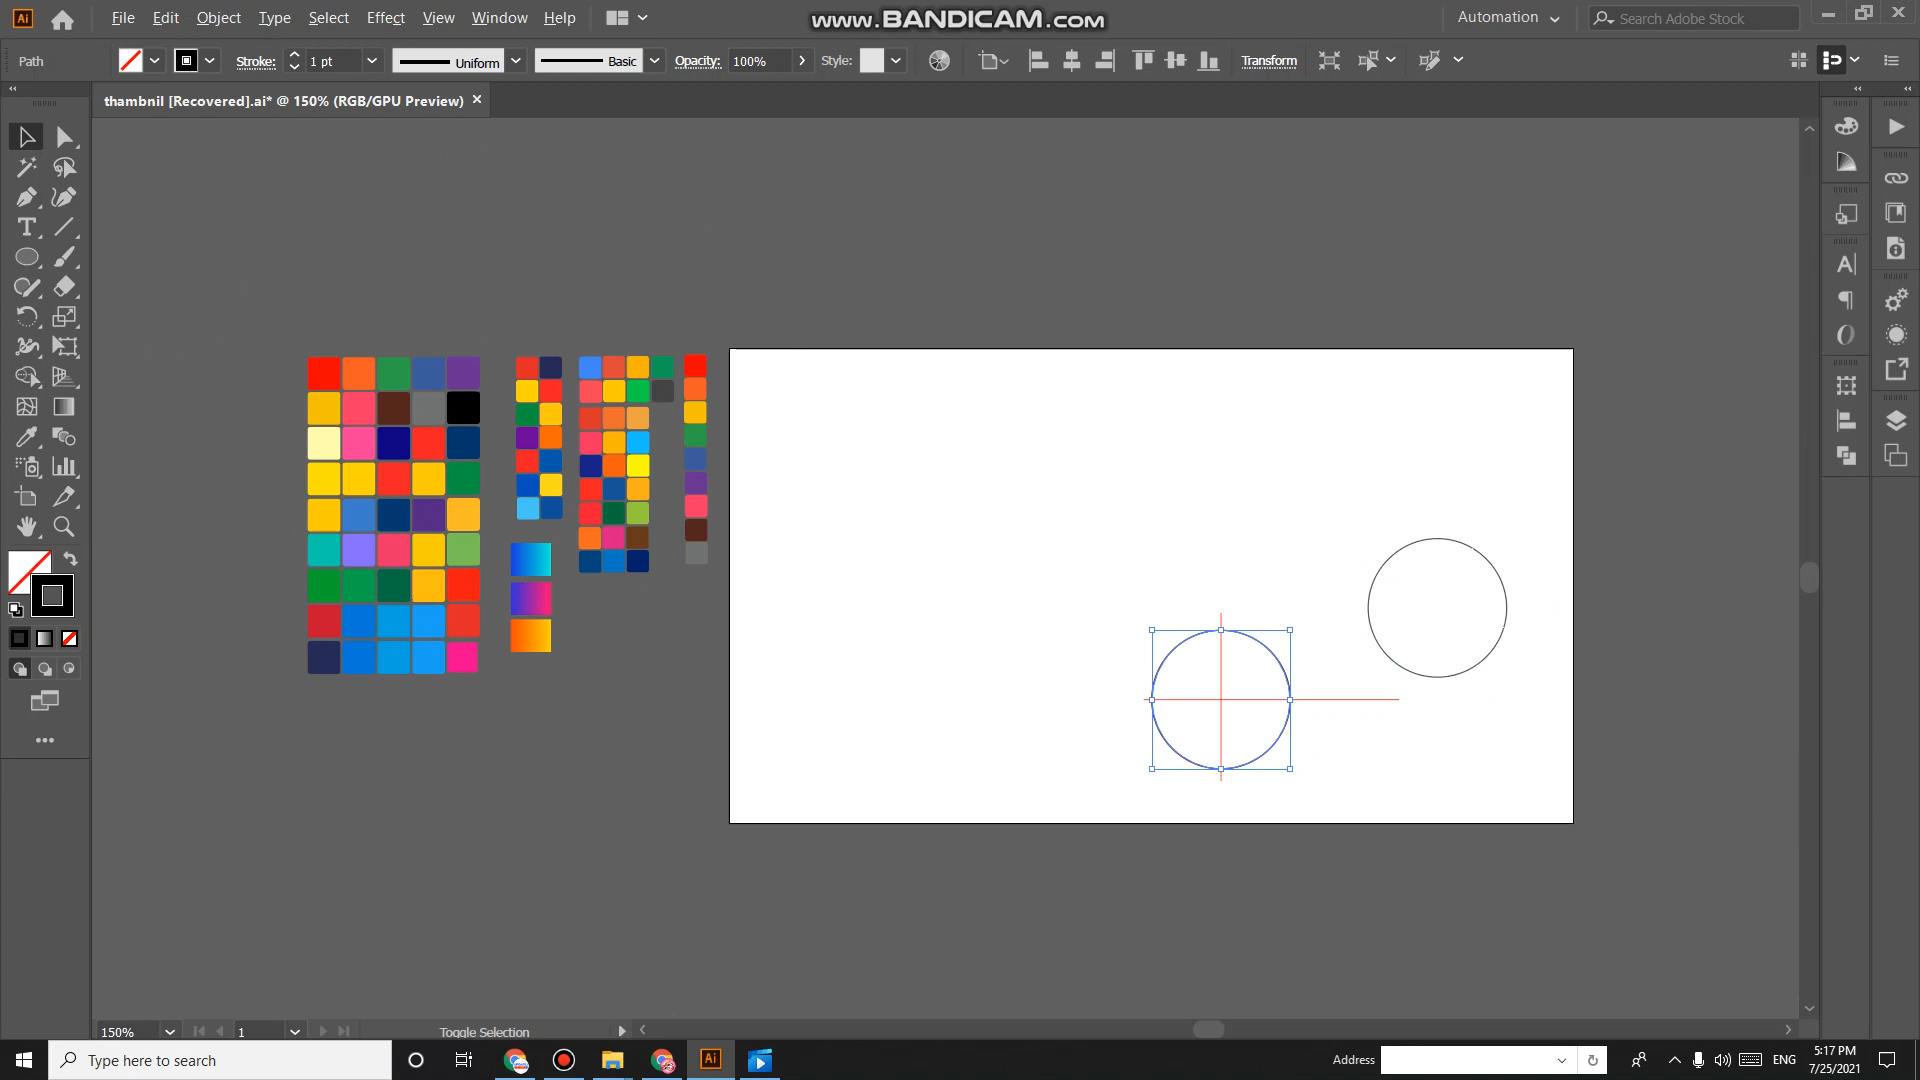 Ai File Edit Object Type Select Effect View Window Help www.BANDICAM.com Automation Search Adobe Stock
Path Stroke: 1 pt Uniform Basic Opacity: 100% Style: Transform
thambnil [Recovered].ai* @ 150% (RGB/GPU Preview)
150% 1 Toggle Selection
Type here to search Ai Address ENG 5:17 PM
7/25/2021